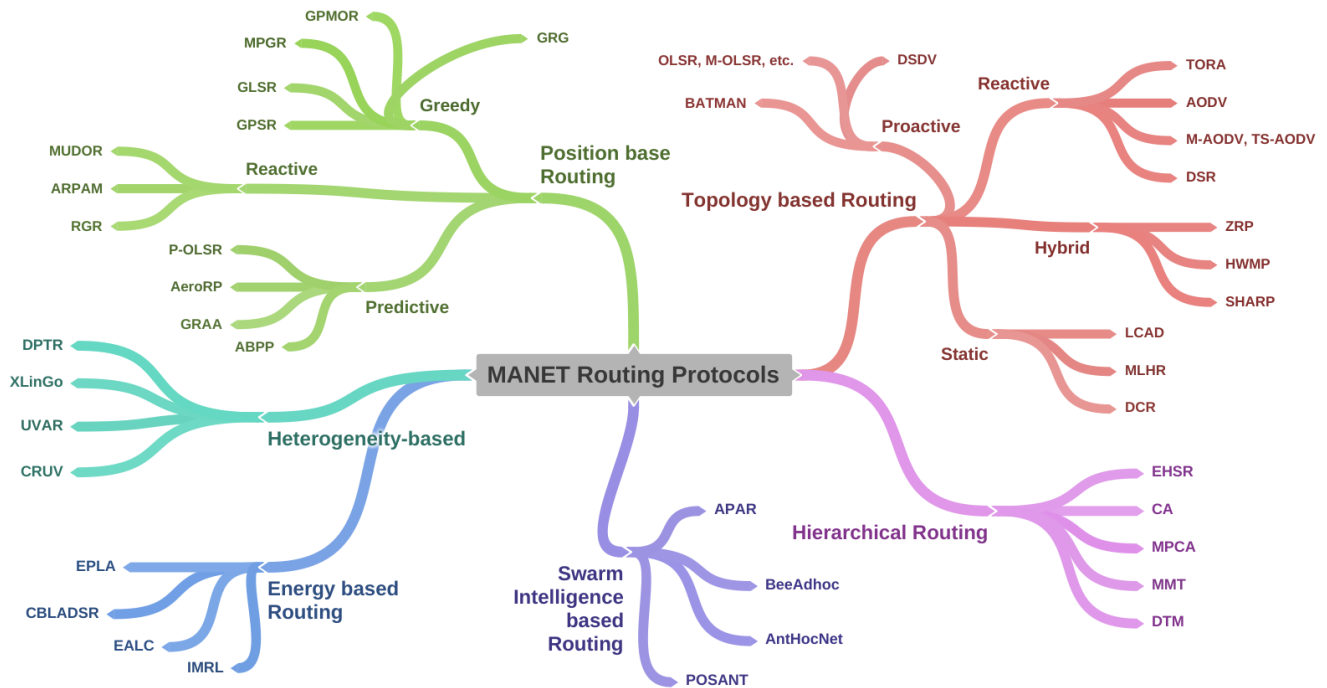 MANET Routing Protocols
Position base
Routing
Greedy
GPMOR
MPGR
GRG
GLSR
GPSR
Reactive
MUDOR
ARPAM
RGR
Predictive
P-OLSR
AeroRP
GRAA
ABPP
Topology based Routing
Proactive
OLSR, M-OLSR, etc.
DSDV
BATMAN
Reactive
TORA
AODV
M-AODV, TS-AODV
DSR
Hybrid
ZRP
HWMP
SHARP
Static
LCAD
MLHR
DCR
Heterogeneity-based
DPTR
XLinGo
UVAR
CRUV
Energy based
Routing
EPLA
CBLADSR
EALC
IMRL
Swarm
Intelligence
based
Routing
APAR
BeeAdhoc
AntHocNet
POSANT
Hierarchical Routing
EHSR
CA
MPCA
MMT
DTM